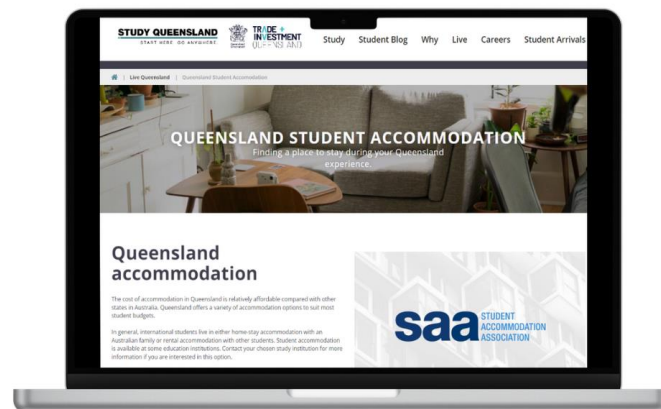 STUDY QUEENSLAND
START HERE. GO ANYWHERE.
TRADE +
INVESTMENT
QUEENSLAND
Study Student Blog Why Live Careers Student Arrivals
| Live Queensland | Queensland Student Accomodation
QUEENSLAND STUDENT ACCOMMODATION
Finding a place to stay during your Queensland
experience.
Queensland
accommodation
The cost of accommodation in Queensland is relatively affordable compared with other
states in Australia. Queensland offers a variety of accommodation options to suit most
student budgets.
In general, international students live in either home-stay accommodation with an
Australian family or rental accommodation with other students. Student accommodation
is available at some education institutions. Contact your chosen study institution for more
information if you are interested in this option.
saa STUDENT
ACCOMMODATION
ASSOCIATION